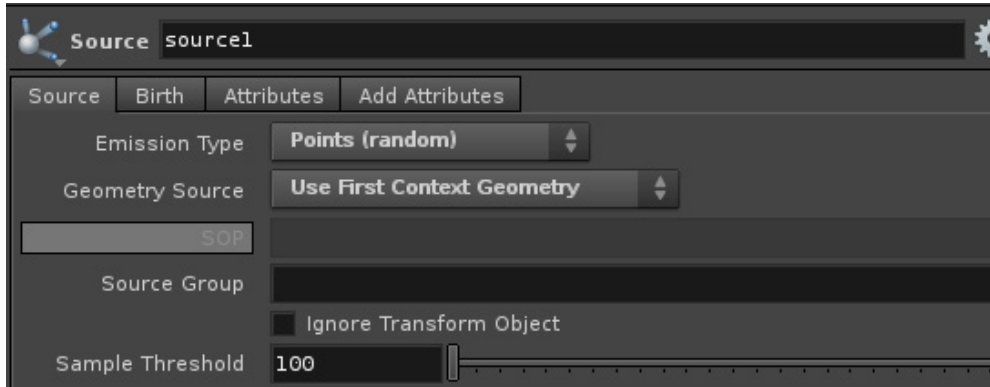 Source source1
Source Birth Attributes Add Attributes
Emission Type Points (random)
Geometry Source Use First Context Geometry
SOP
Source Group
Ignore Transform Object
Sample Threshold 100